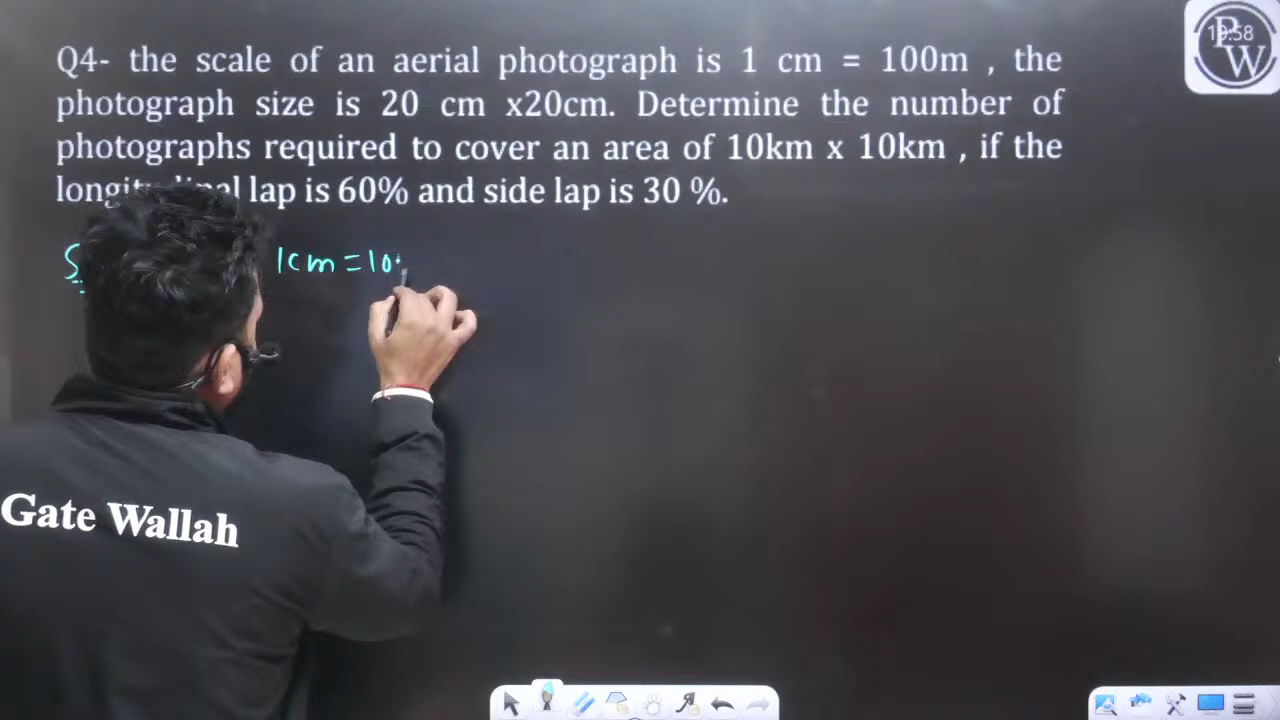 Q4- the scale of an aerial photograph is 1 cm = 100m , the
photograph size is 20 cm x20cm. Determine the number of
photographs required to cover an area of 10km x 10km , if the
lap is 60% and side lap is 30 %.
1cm = 10
Gate Wallah
PW
58